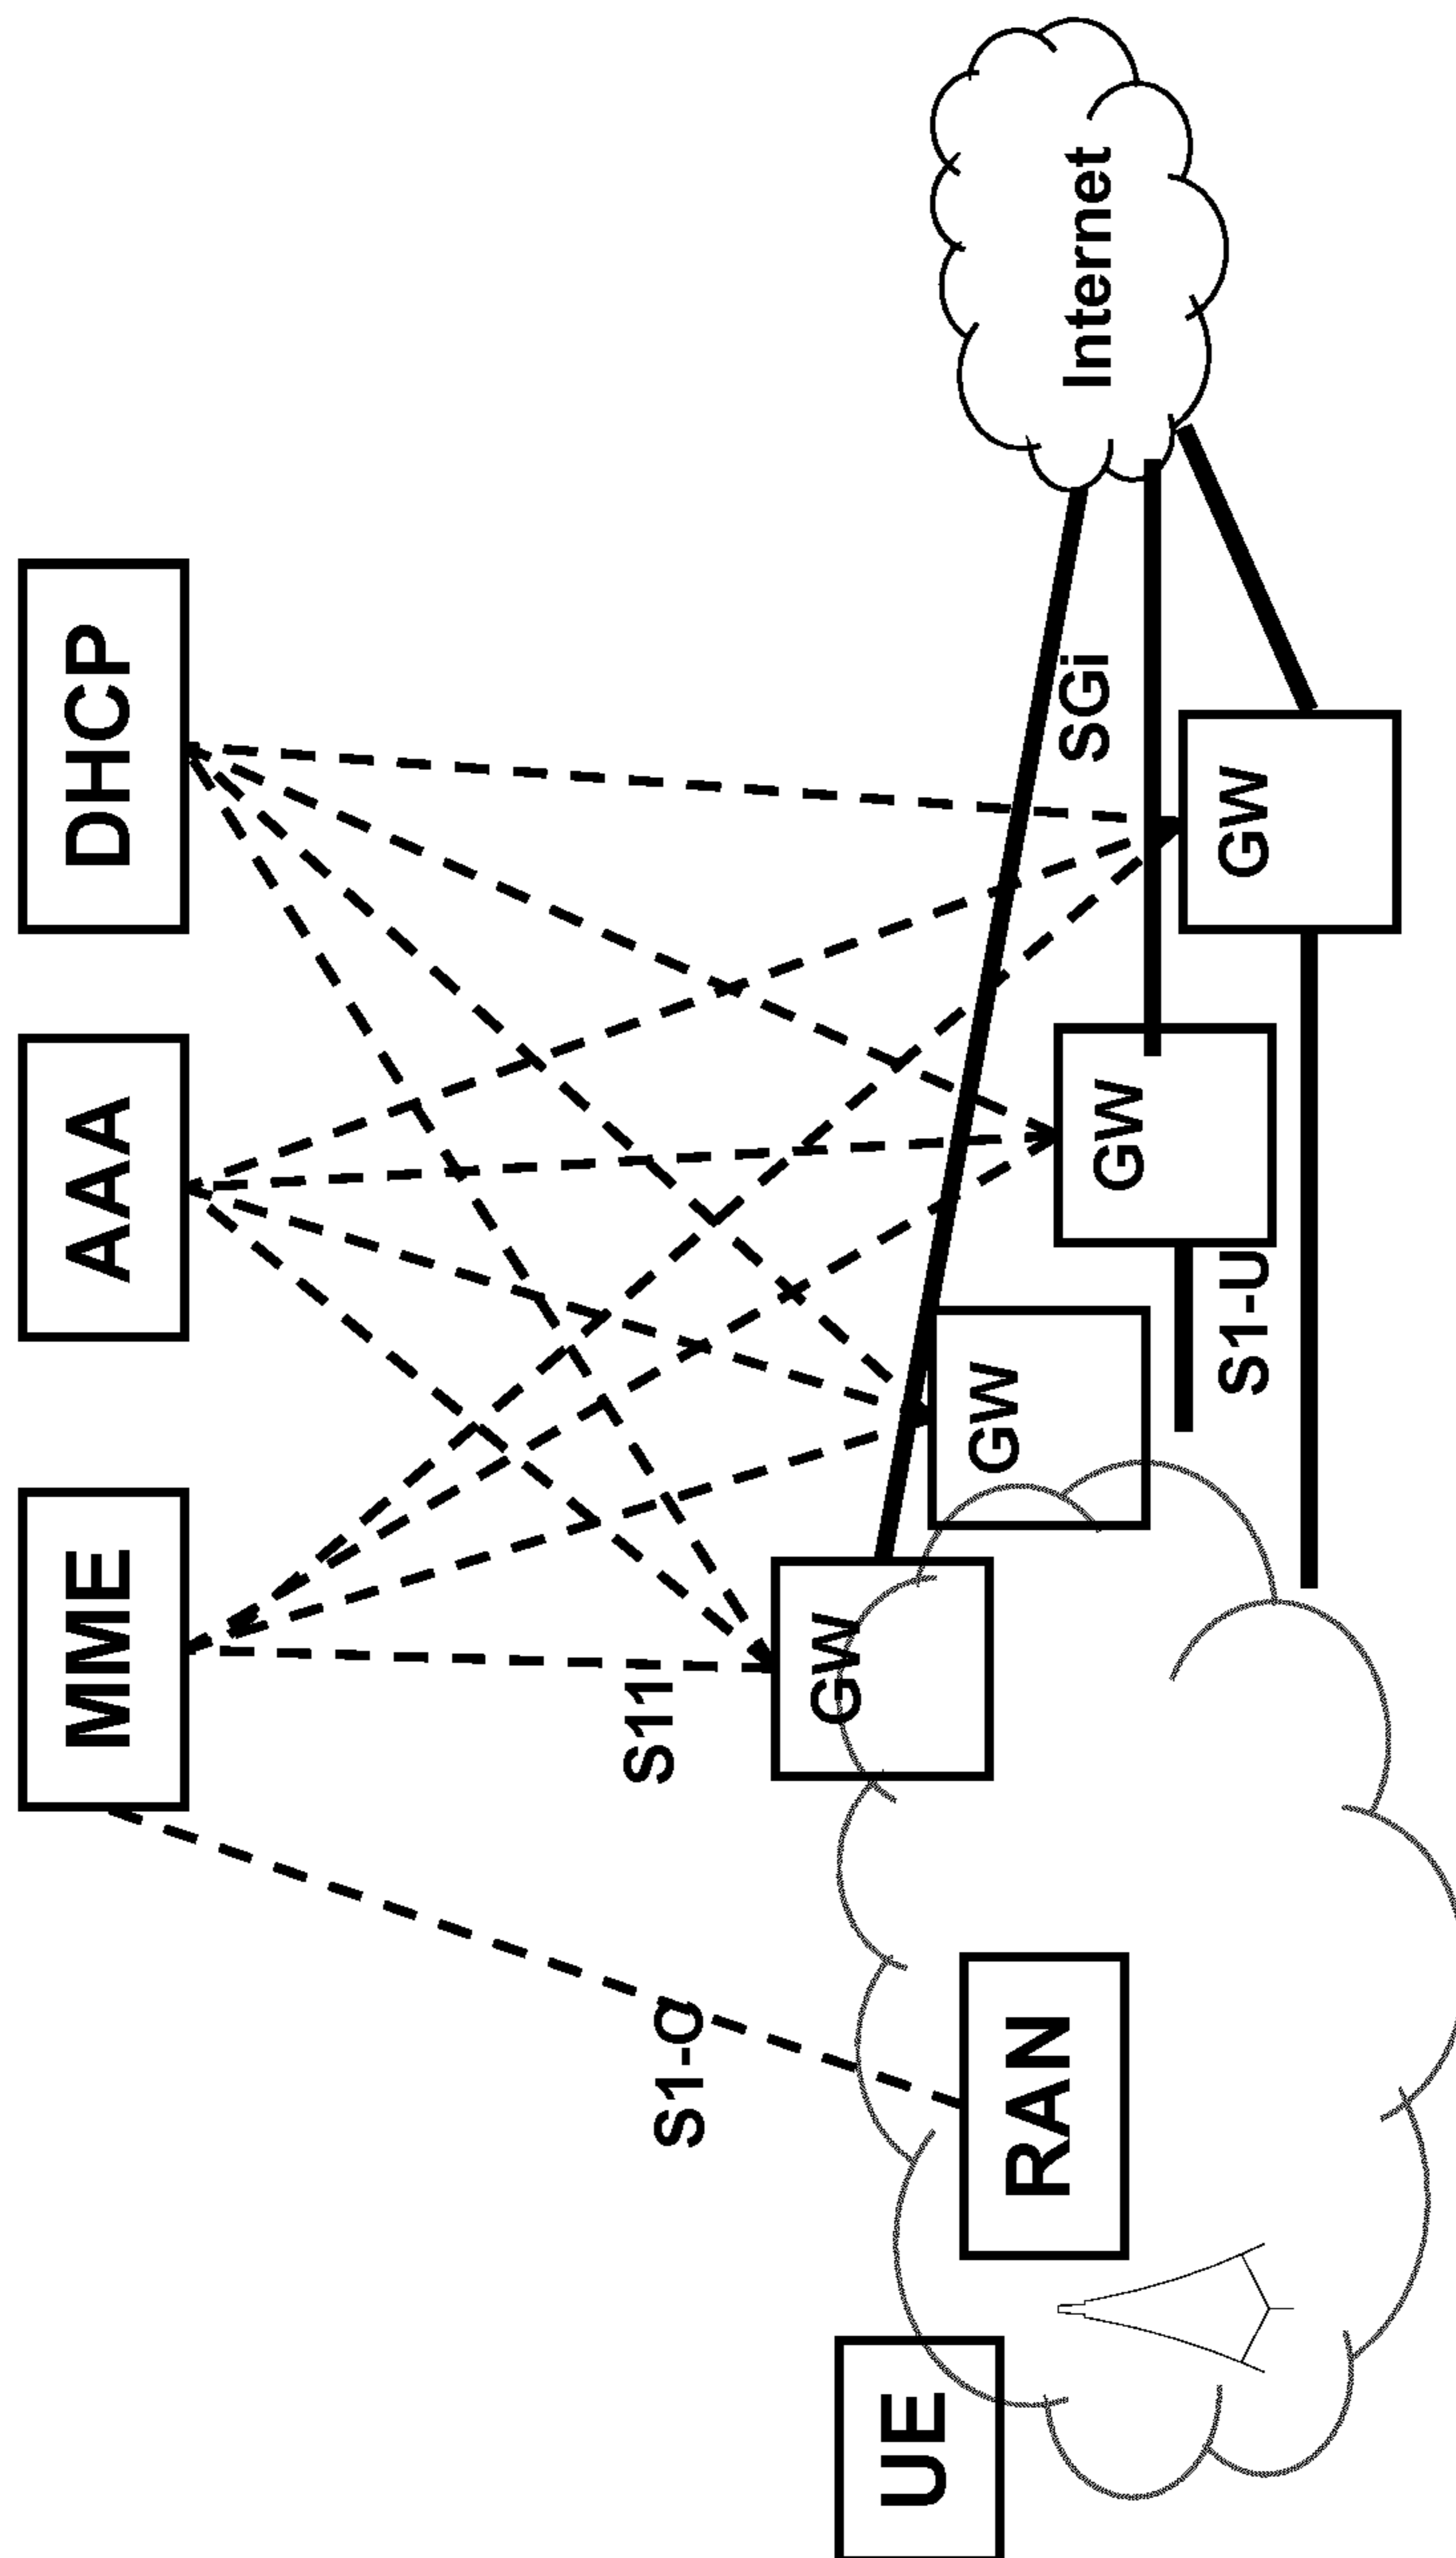 MME AAA DHCP
S11
S1-C
GW
UE
GW
RAN
SGi
Internet
GW
S1-U
GW